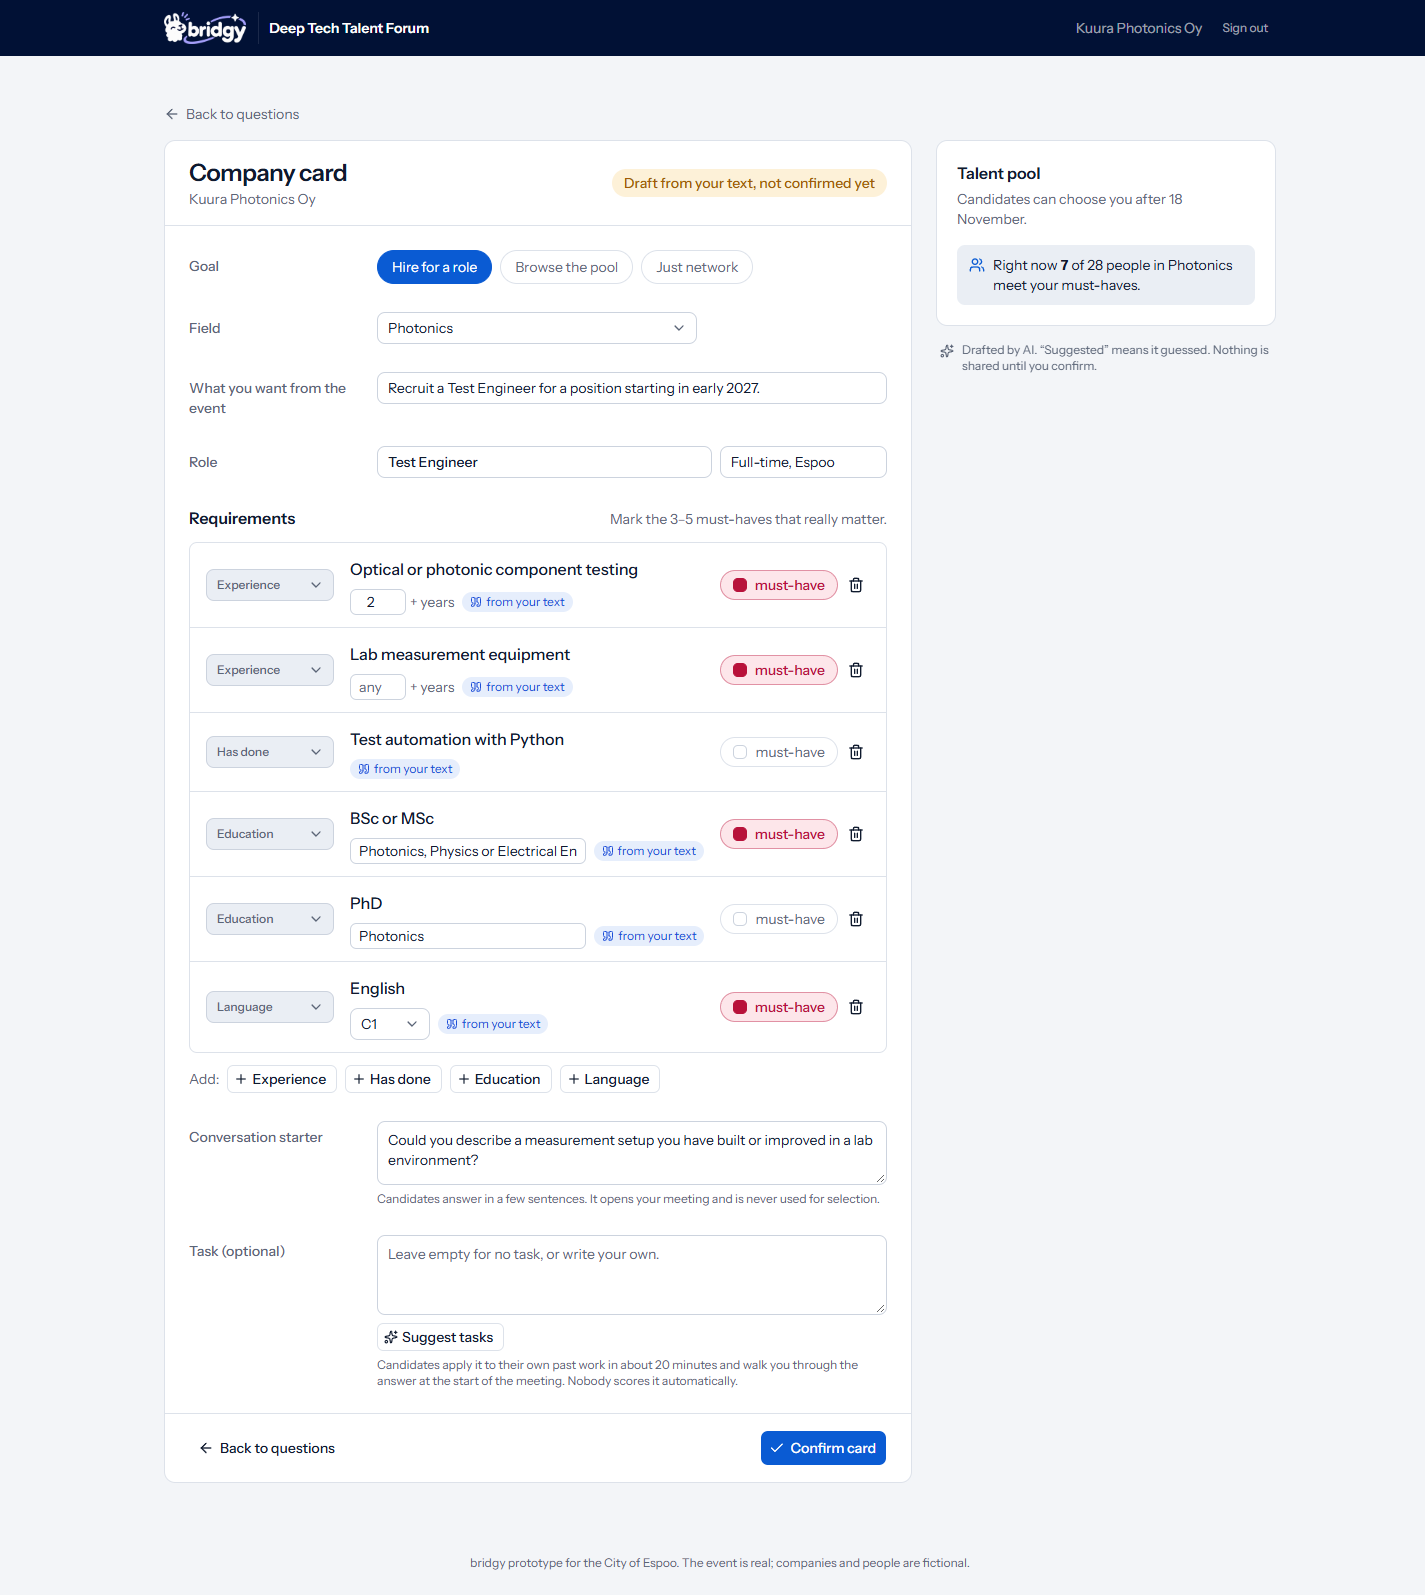 bridgy
Deep Tech Talent Forum
Kuura Photonics Oy
Sign out
Back to questions
Company card
Kuura Photonics Oy
Draft from your text, not confirmed yet
Goal
Hire for a role
Browse the pool
Just network
Field
Photonics
What you want from the
event
Recruit a Test Engineer for a position starting in early 2027.
Role
Test Engineer
Full-time, Espoo
Requirements
Mark the 3–5 must-haves that really matter.
Experience
Optical or photonic component testing
2
+ years
from your text
must-have
Experience
Lab measurement equipment
any
+ years
from your text
must-have
Has done
Test automation with Python
from your text
must-have
Education
BSc or MSc
Photonics, Physics or Electrical En
from your text
must-have
Education
PhD
Photonics
from your text
must-have
Language
English
C1
from your text
must-have
Add:
+ Experience
+ Has done
+ Education
+ Language
Conversation starter
Could you describe a measurement setup you have built or improved in a lab
environment?
Candidates answer in a few sentences. It opens your meeting and is never used for selection.
Task (optional)
Leave empty for no task, or write your own.
Suggest tasks
Candidates apply it to their own past work in about 20 minutes and walk you through the
answer at the start of the meeting. Nobody scores it automatically.
Back to questions
Confirm card
Talent pool
Candidates can choose you after 18
November.
Right now 7 of 28 people in Photonics
meet your must-haves.
Drafted by AI. “Suggested” means it guessed. Nothing is
shared until you confirm.
bridgy prototype for the City of Espoo. The event is real; companies and people are fictional.